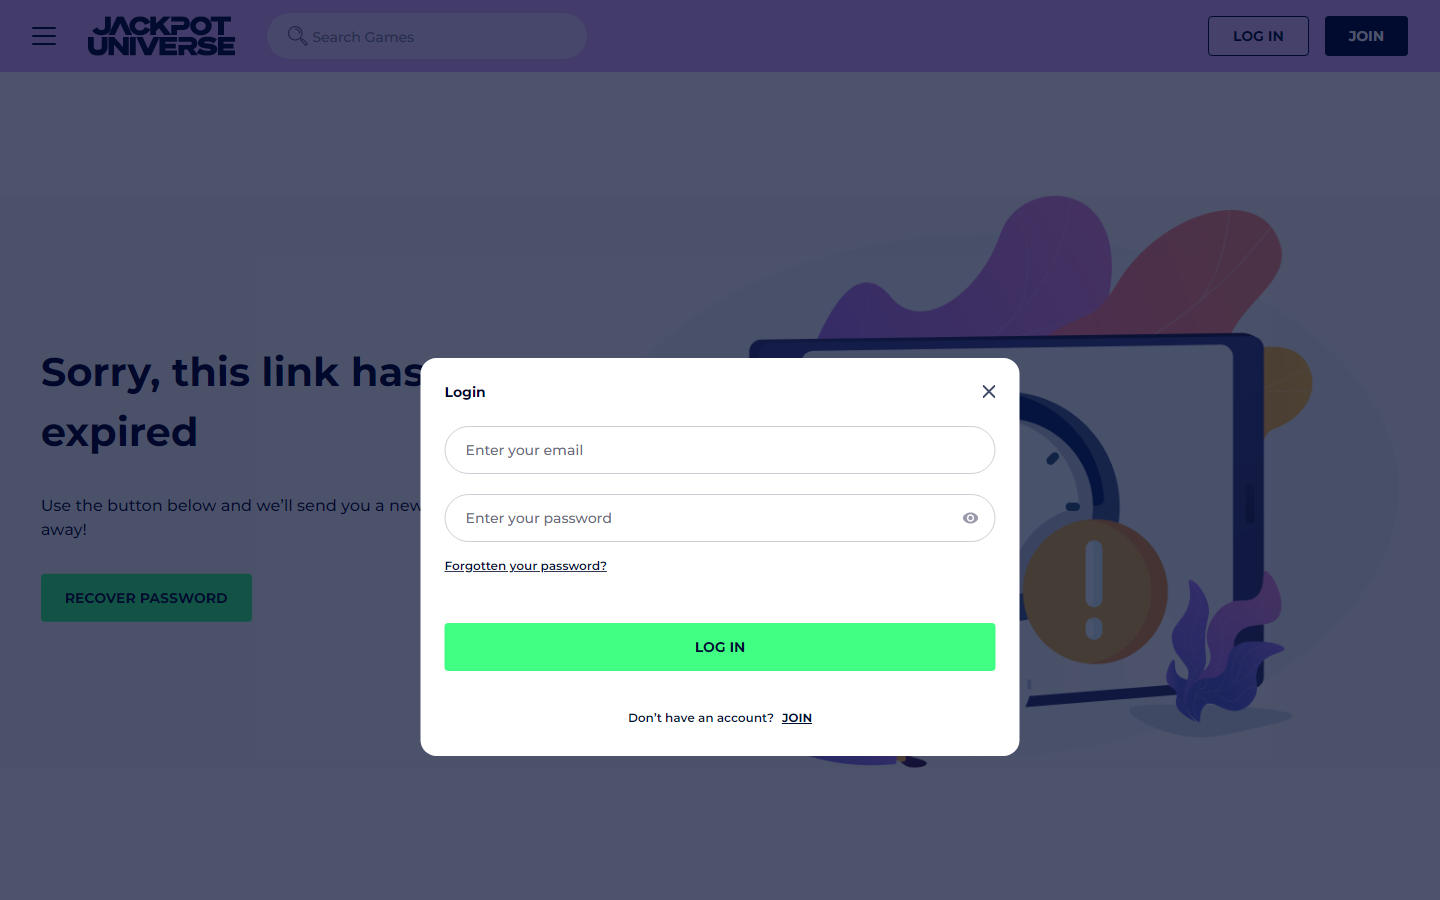 JACKPOT
UNIVERSE
Search Games
LOG IN
JOIN
Sorry, this link has
expired
Use the button below and we’ll send you a new
away!
RECOVER PASSWORD
Login
Enter your email
Enter your password
Forgotten your password?
LOG IN
Don’t have an account? JOIN